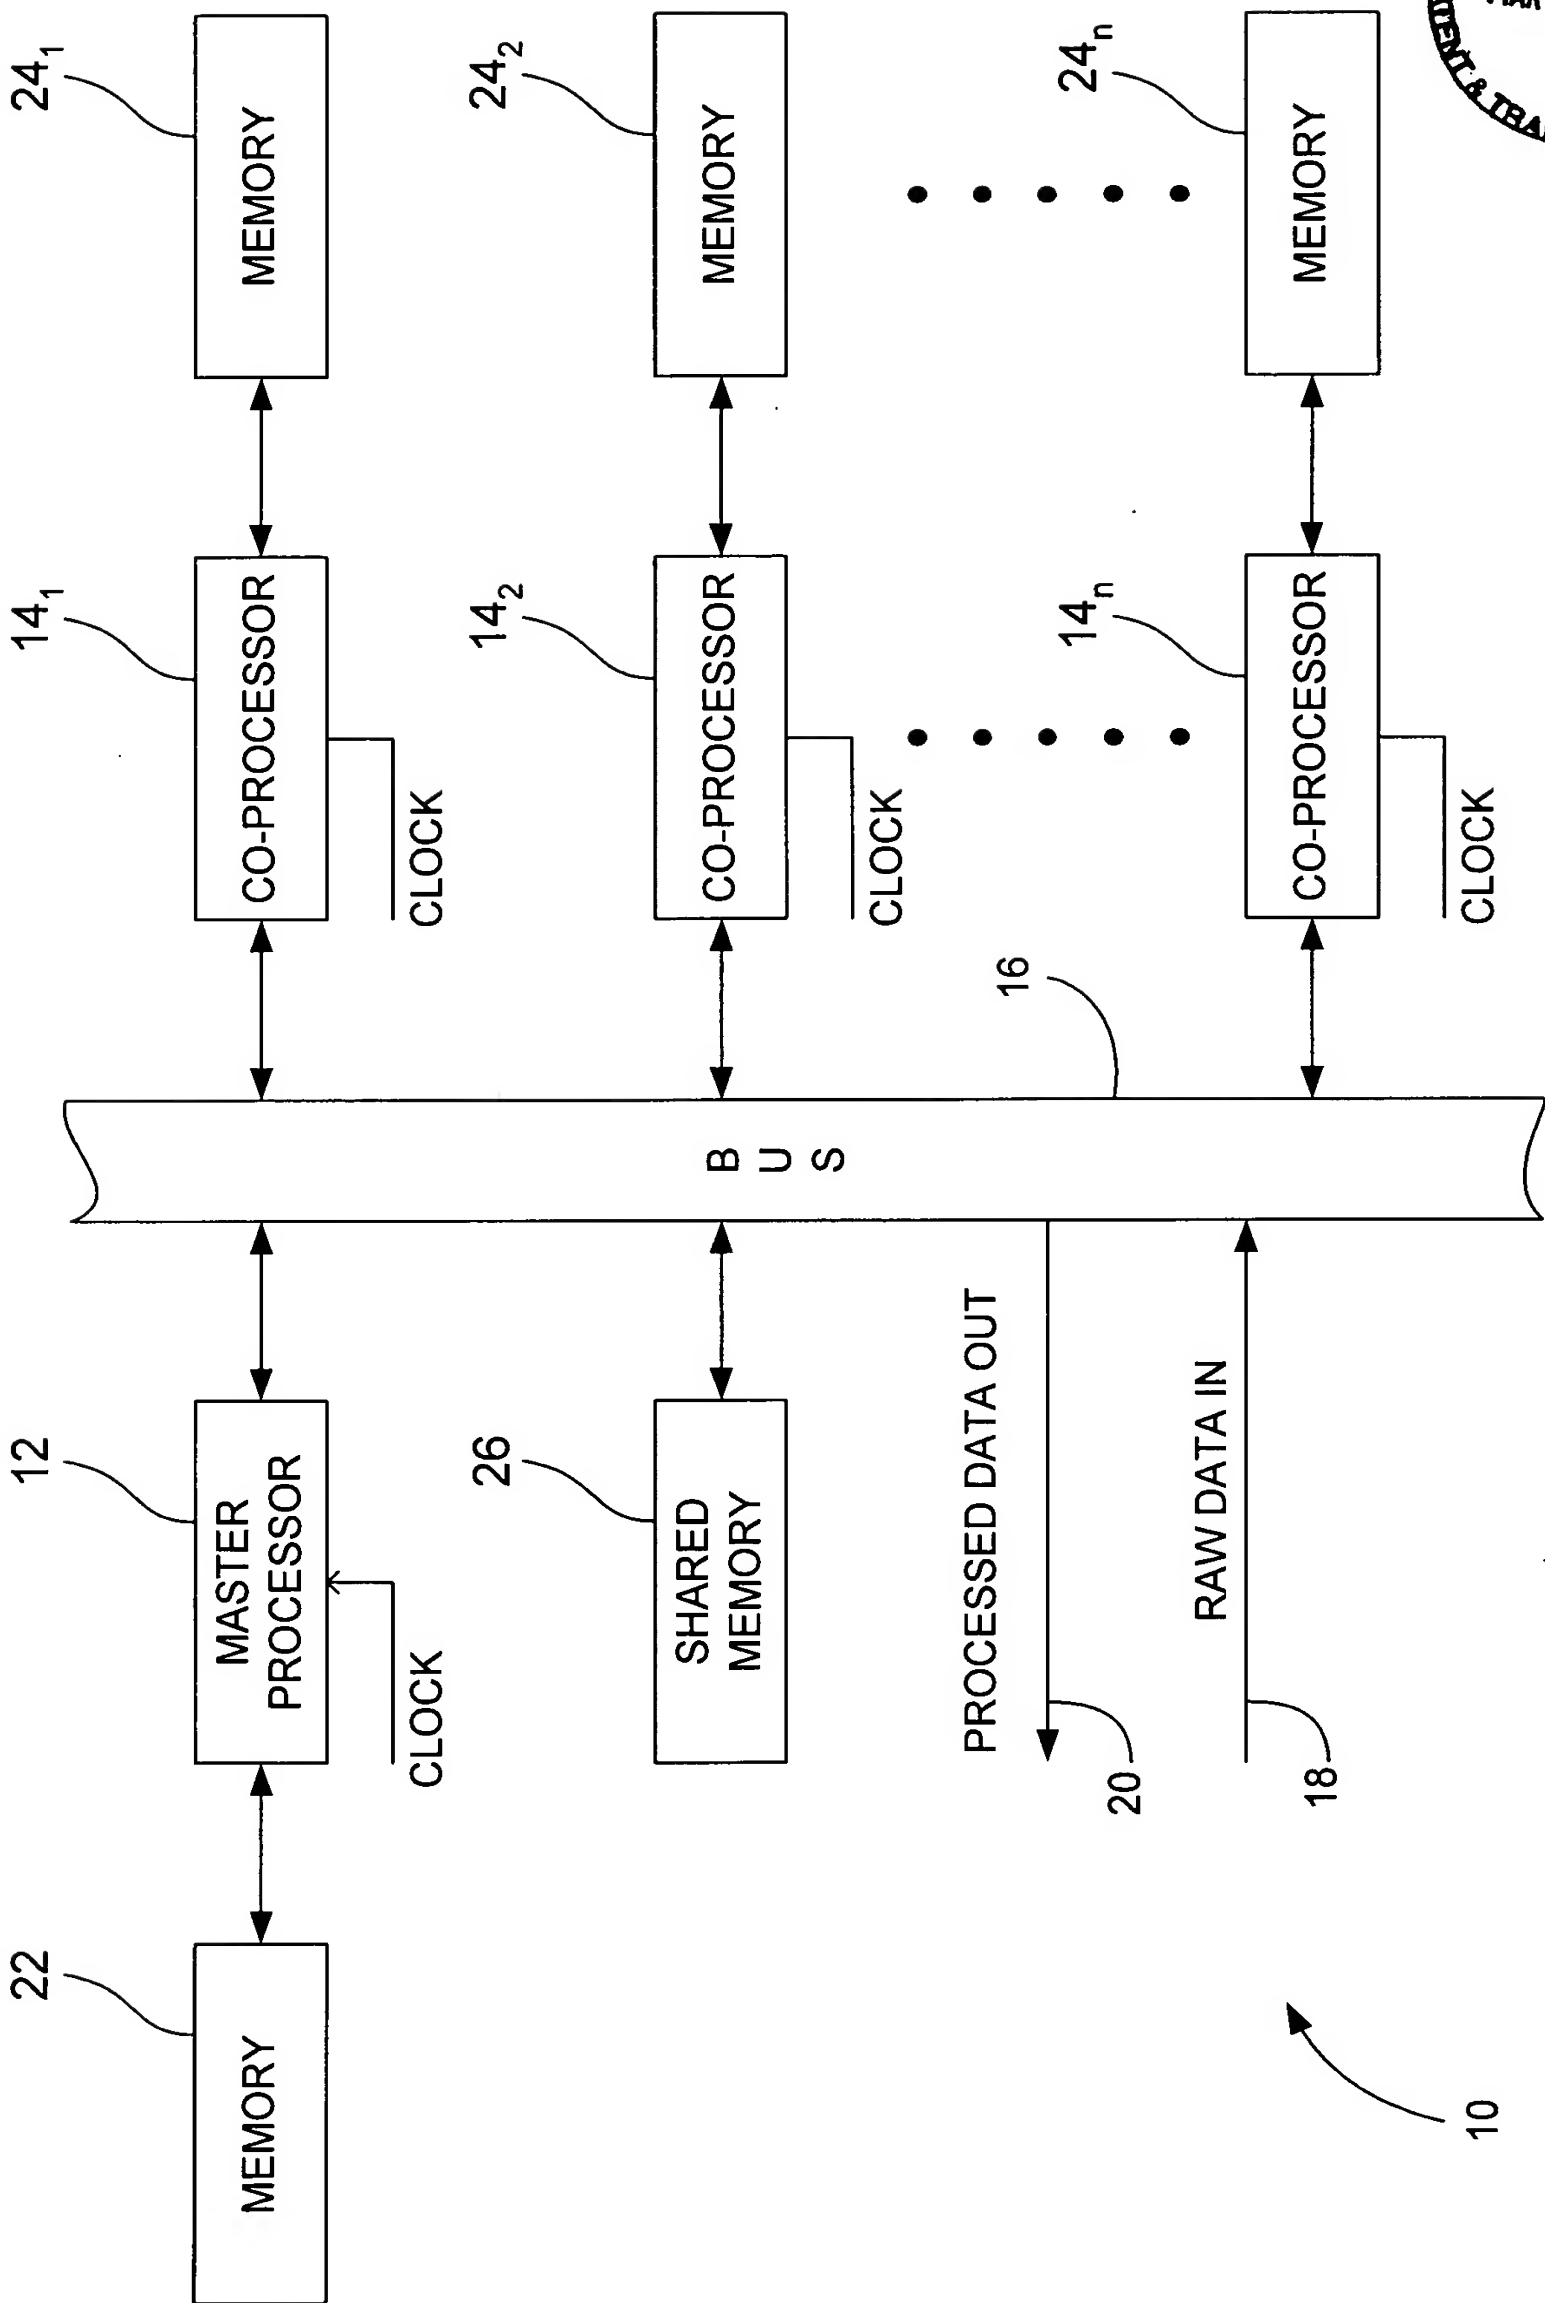 22
12
14₁
24₁
MEMORY
MASTER
PROCESSOR
CO-PROCESSOR
MEMORY
CLOCK
CLOCK
26
14₂
24₂
SHARED
MEMORY
B
U
S
CO-PROCESSOR
MEMORY
CLOCK
PROCESSED DATA OUT
16
20
14ₙ
24ₙ
RAW DATA IN
18
CO-PROCESSOR
MEMORY
CLOCK
10